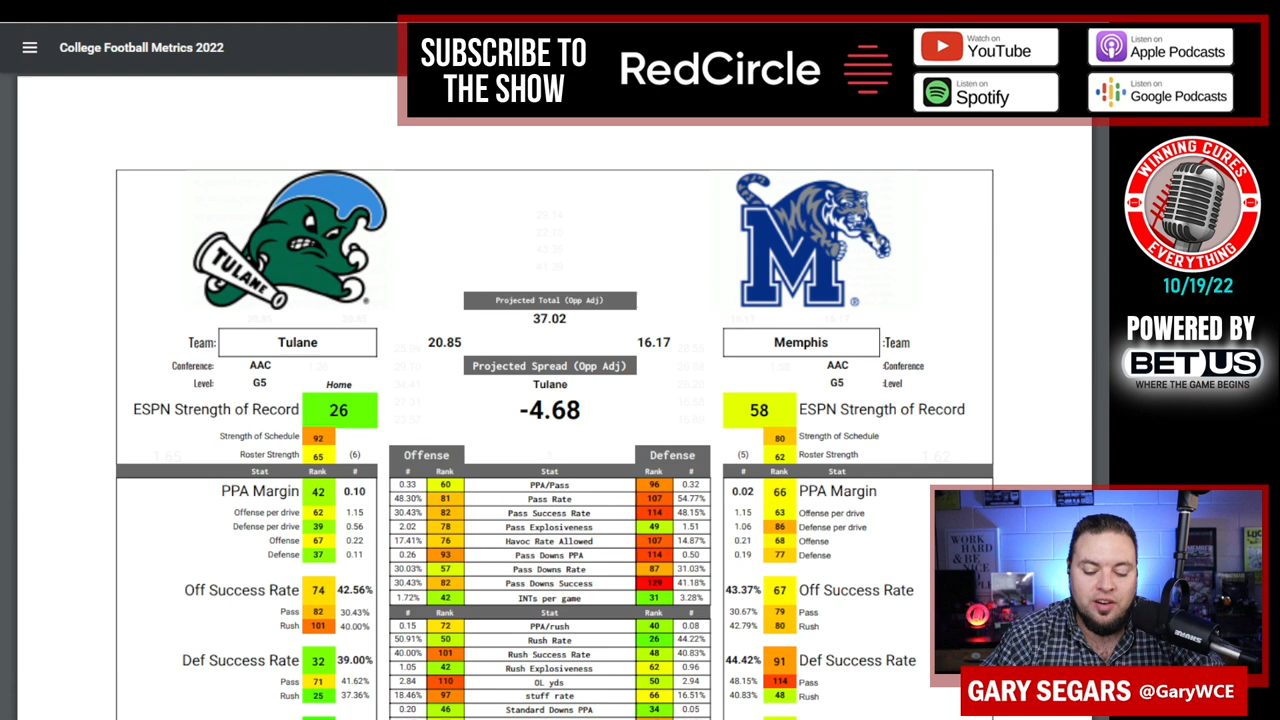 College Football Metrics 2022
SUBSCRIBE TO
THE SHOW
RedCircle
Watch on
YouTube
Listen on
Spotify
Listen on
Apple Podcasts
Listen on
Google Podcasts
WINNING CURES
EVERYTHING
10/19/22
POWERED BY
BETUS
WHERE THE GAME BEGINS
TULANE
M
Projected Total (Opp Adj)
37.02
Team: Tulane 20.85 16.17 Memphis :Team
Projected Spread (Opp Adj)
Conference: AAC AAC :Conference
Level: G5 Home Tulane G5 :Level
ESPN Strength of Record 26 -4.68 58 ESPN Strength of Record
Strength of Schedule 92 80 Strength of Schedule
Roster Strength 65 (6) Offense Defense (5) 62 Roster Strength
Stat Rank # # Rank Stat Rank # # Rank Stat
PPA Margin 42 0.10 0.02 66 PPA Margin
Offense per drive 62 1.15 1.15 63 Offense per drive
Defense per drive 39 0.56 1.06 86 Defense per drive
Offense 67 0.22 0.21 68 Offense
Defense 37 0.11 0.19 77 Defense
Off Success Rate 74 42.56% 43.37% 67 Off Success Rate
Pass 82 30.43% 30.67% 79 Pass
Rush 101 40.00% 42.79% 80 Rush
Def Success Rate 32 39.00% 44.42% 91 Def Success Rate
Pass 71 41.62% 48.15% 114 Pass
Rush 25 37.36% 40.83% 48 Rush
0.33 60 PPA/Pass 96 0.32
48.30% 81 Pass Rate 107 54.77%
30.43% 82 Pass Success Rate 114 48.15%
2.02 78 Pass Explosiveness 49 1.51
17.41% 76 Havoc Rate Allowed 107 14.87%
0.26 93 Pass Downs PPA 114 0.50
30.03% 57 Pass Downs Rate 87 31.03%
30.43% 82 Pass Downs Success 129 41.18%
1.72% 42 INTs per game 31 3.28%
# Rank Stat Rank #
0.15 72 PPA/rush 40 0.08
50.91% 50 Rush Rate 26 44.22%
40.00% 101 Rush Success Rate 48 40.83%
1.05 42 Rush Explosiveness 62 0.96
2.84 110 OL yds 50 2.94
18.46% 97 stuff rate 66 16.51%
0.20 46 Standard Downs PPA 34 0.05
GARY SEGARS @GaryWCE